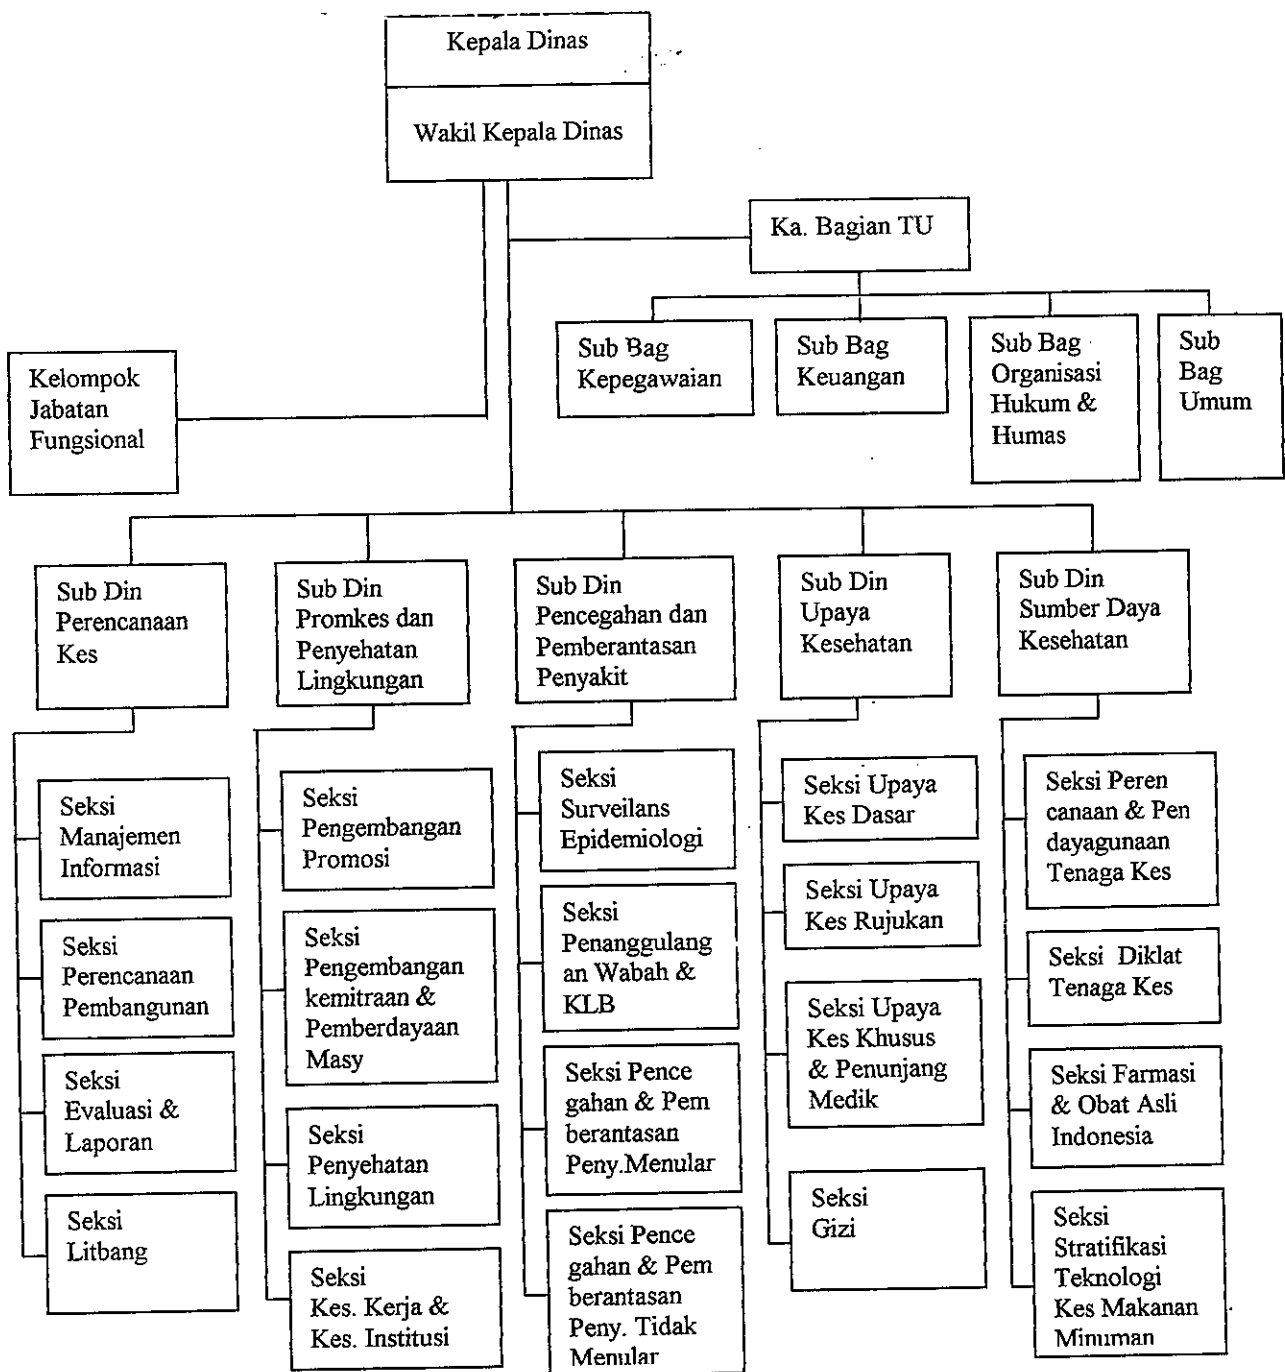 Kepala Dinas
Wakil Kepala Dinas
Ka. Bagian TU
Sub Bag
Kepegawaian
Sub Bag
Keuangan
Sub Bag
Organisasi
Hukum &
Humas
Sub
Bag
Umum
Kelompok
Jabatan
Fungsional
Sub Din
Perencanaan
Kes
Sub Din
Promkes dan
Penyehatan
Lingkungan
Sub Din
Pencegahan dan
Pemberantasan
Penyakit
Sub Din
Upaya
Kesehatan
Sub Din
Sumber Daya
Kesehatan
Seksi
Manajemen
Informasi
Seksi
Perencanaan
Pembangunan
Seksi
Evaluasi &
Laporan
Seksi
Litbang
Seksi
Pengembangan
Promosi
Seksi
Pengembangan
kemitraan &
Pemberdayaan
Masy
Seksi
Penyehatan
Lingkungan
Seksi
Kes. Kerja &
Kes. Institusi
Seksi
Surveilans
Epidemiologi
Seksi
Penanggulang
an Wabah &
KLB
Seksi Pence
gahan & Pem
berantasan
Peny.Menular
Seksi Pence
gahan & Pem
berantasan
Peny. Tidak
Menular
Seksi Upaya
Kes Dasar
Seksi Upaya
Kes Rujukan
Seksi Upaya
Kes Khusus
& Penunjang
Medik
Seksi
Gizi
Seksi Peren
canaan & Pen
dayagunaan
Tenaga Kes
Seksi Diklat
Tenaga Kes
Seksi Farmasi
& Obat Asli
Indonesia
Seksi
Stratifikasi
Teknologi
Kes Makanan
Minuman